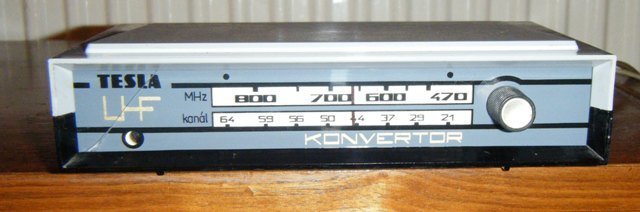 TESLA
UHF
MHz 800 700 600 470
kanál 64 59 56 50 44 37 29 21
KONVERTOR